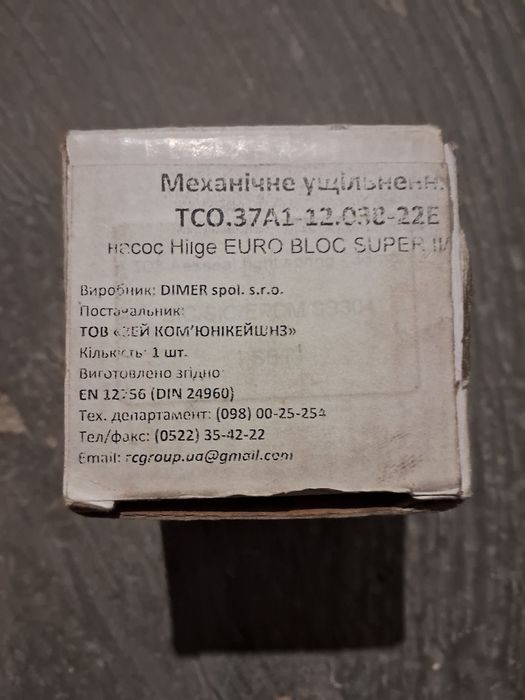 Механічне ущільненн
TCO.37A1-12.038-22E
насос Hilge EURO BLOC SUPER
Виробник: DIMER spol. s.r.o.
Постачальник:
ТОВ «ЗЕЙ КОМ'ЮНІКЕЙШНЗ»
Кількість: 1 шт.
Виготовлено згідно
EN 12756 (DIN 24960)
Тех. департамент: (098) 00-25-254
Тел/факс: (0522) 35-42-22
Email: rcgroup.ua@gmail.com